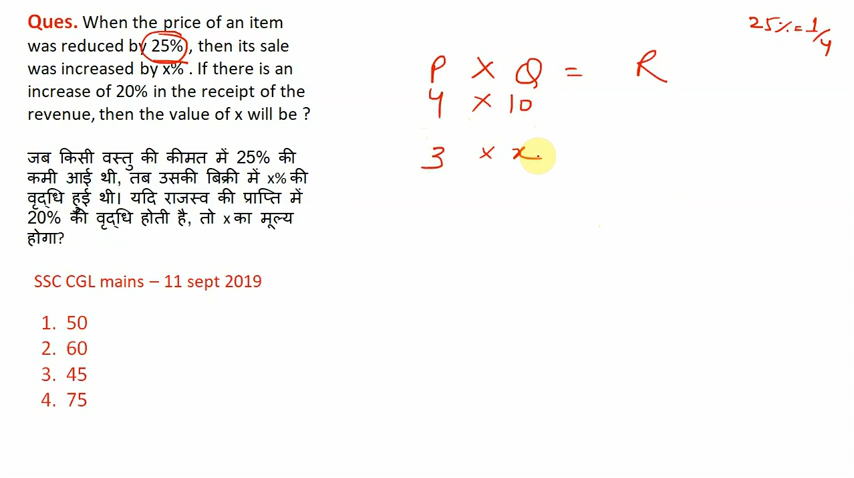 Ques. When the price of an item
was reduced by 25% , then its sale
was increased by x% . If there is an
increase of 20% in the receipt of the
revenue, then the value of x will be ?
जब किसी वस्तु की कीमत में 25% की
कमी आई थी, तब उसकी बिक्री में x% की
वृद्धि हुई थी। यदि राजस्व की प्राप्ति में
20% की वृद्धि होती है, तो x का मूल्य
होगा?
SSC CGL mains – 11 sept 2019
1. 50
2. 60
3. 45
4. 75
25% = 1/4
P × Q = R
4 × 10
3 × x